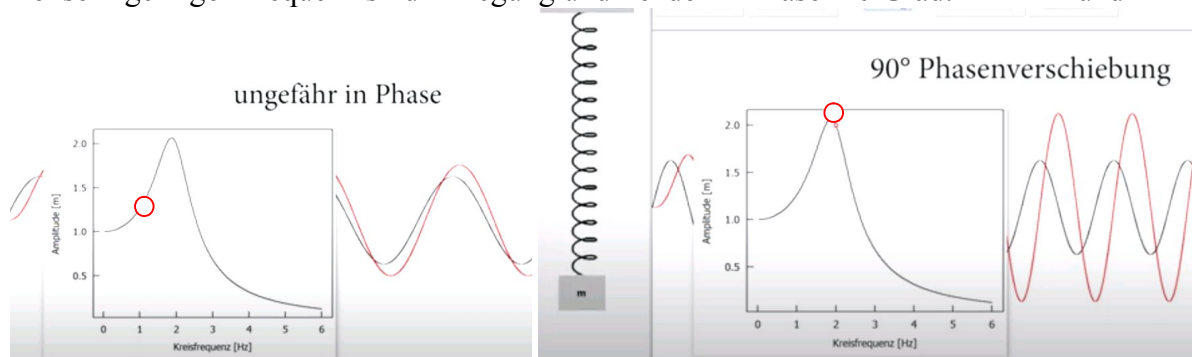 ungefähr in Phase
2.0
1.5
1.0
0.5
Amplitude [m]
0 1 2 3 4 5 6
Kreisfrequenz [Hz]
m
90° Phasenverschiebung
2.0
1.5
1.0
0.5
Amplitude [m]
0 1 2 3 4 5 6
Kreisfrequenz [Hz]